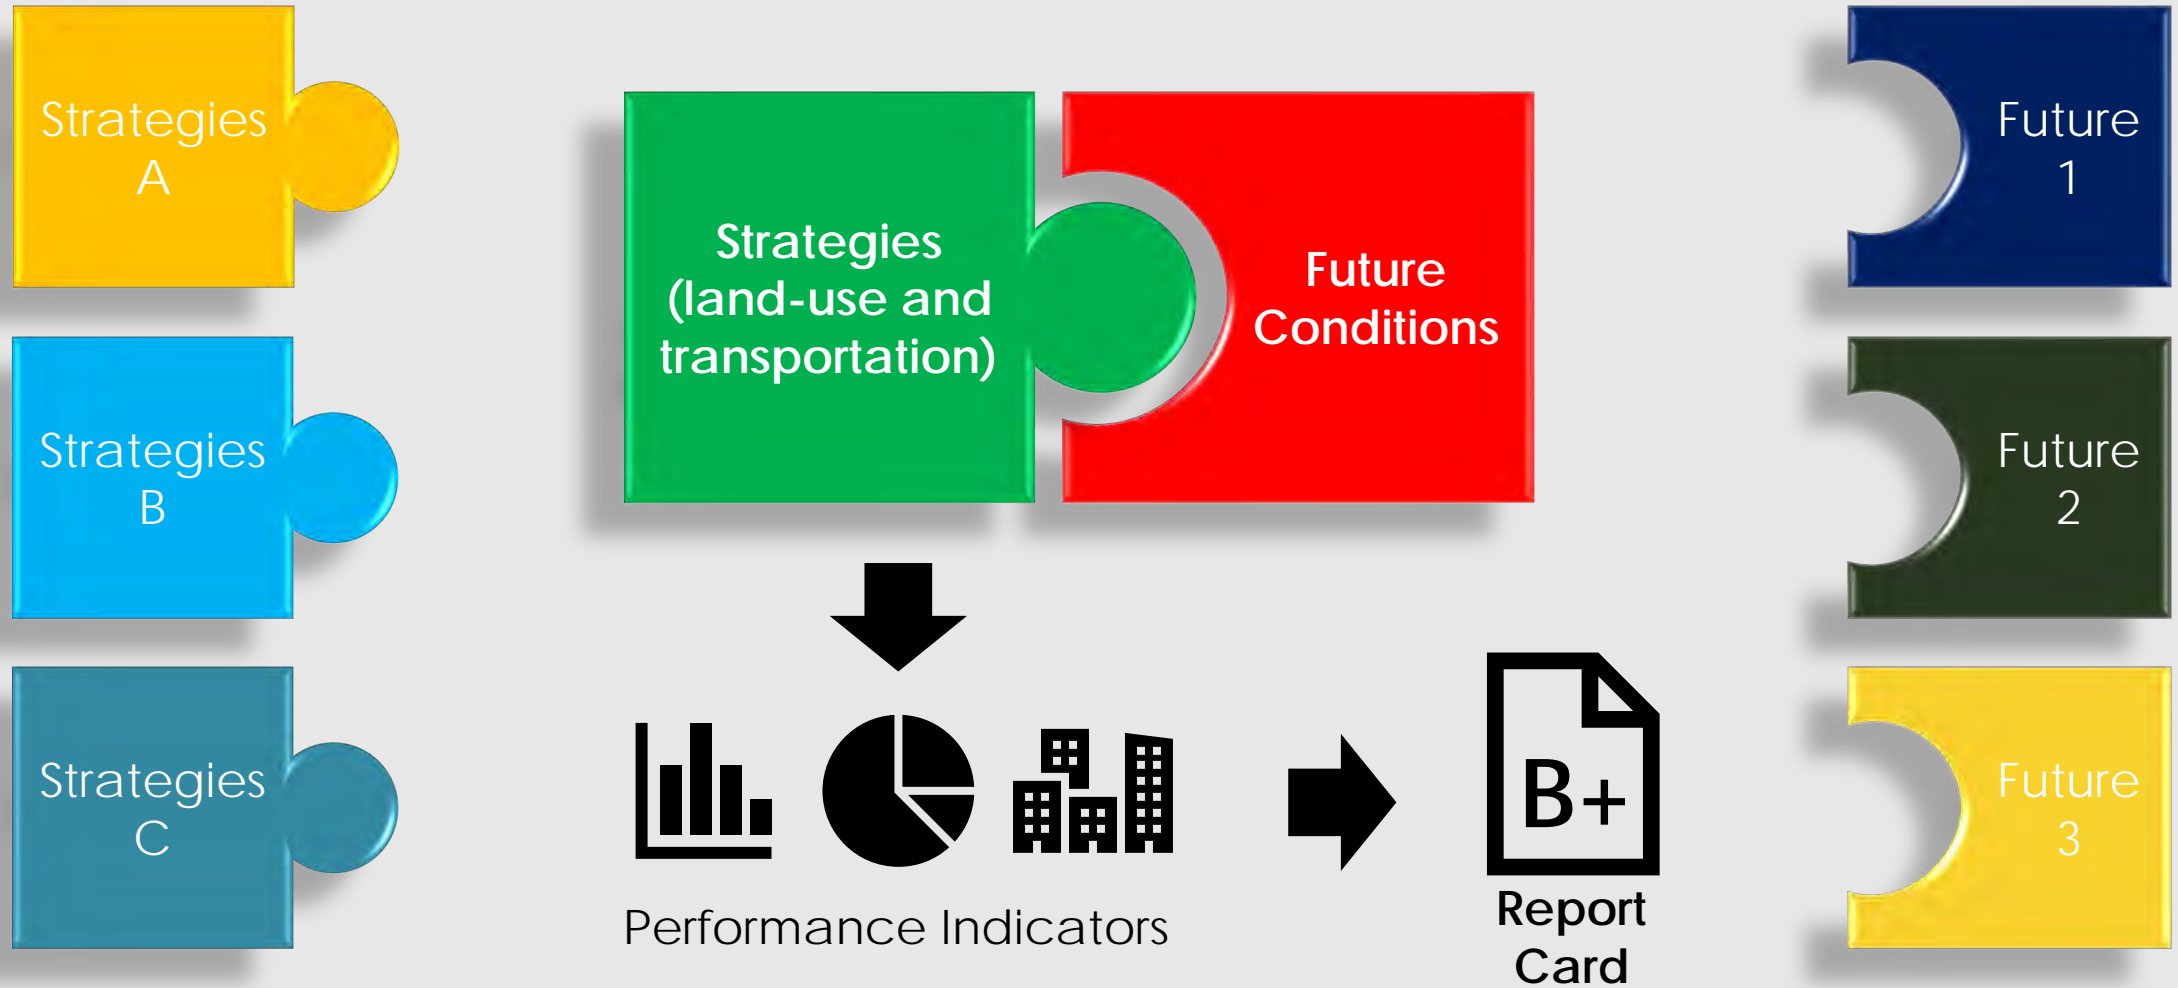 Strategies
A
Strategies
B
Strategies
C
Strategies
(land-use and
transportation)
Future
Conditions
Performance Indicators
B+
Report
Card
Future
1
Future
2
Future
3